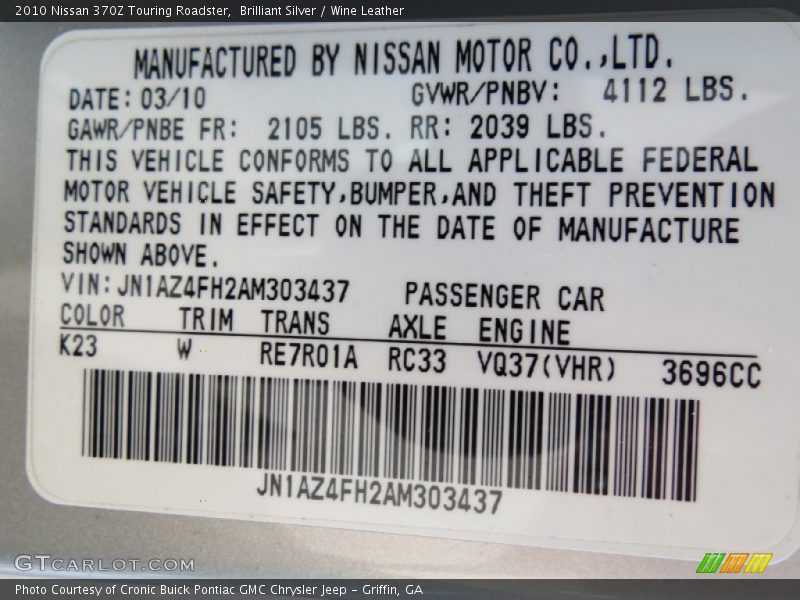 2010 Nissan 370Z Touring Roadster,  Brilliant Silver / Wine Leather
MANUFACTURED BY NISSAN MOTOR CO.,LTD.
DATE: 03/10 GVWR/PNBV: 4112 LBS.
GAWR/PNBE FR: 2105 LBS. RR: 2039 LBS.
THIS VEHICLE CONFORMS TO ALL APPLICABLE FEDERAL
MOTOR VEHICLE SAFETY,BUMPER,AND THEFT PREVENTION
STANDARDS IN EFFECT ON THE DATE OF MANUFACTURE
SHOWN ABOVE.
VIN: JN1AZ4FH2AM303437 PASSENGER CAR
COLOR TRIM TRANS AXLE ENGINE
K23 W RE7R01A RC33 VQ37(VHR) 3696CC
JN1AZ4FH2AM303437
GTCARLOT.COM
Photo Courtesy of Cronic Buick Pontiac GMC Chrysler Jeep - Griffin, GA